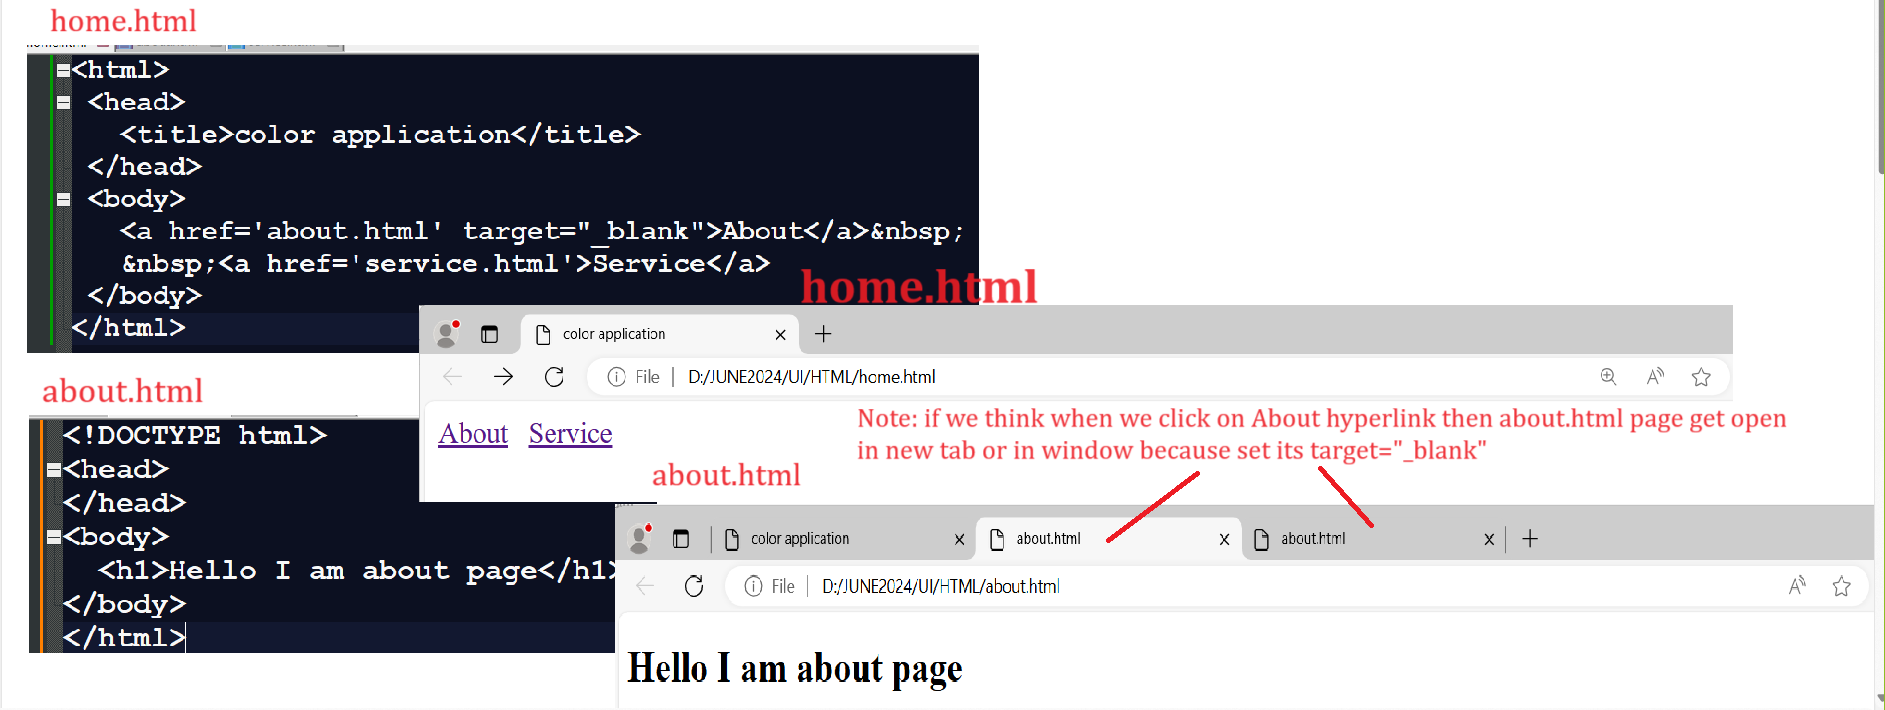 home.html
<html>
<head>
<title>color application</title>
</head>
<body>
<a href='about.html' target="_blank">About</a>&nbsp;
&nbsp;<a href='service.html'>Service</a>
</body>
</html>
home.html
color application
File D:/JUNE2024/UI/HTML/home.html
About Service
Note: if we think when we click on About hyperlink then about.html page get open
in new tab or in window because set its target="_blank"
about.html
<!DOCTYPE html>
<head>
</head>
<body>
<h1>Hello I am about page</h1>
</body>
</html>
about.html
color application about.html about.html
File D:/JUNE2024/UI/HTML/about.html
Hello I am about page